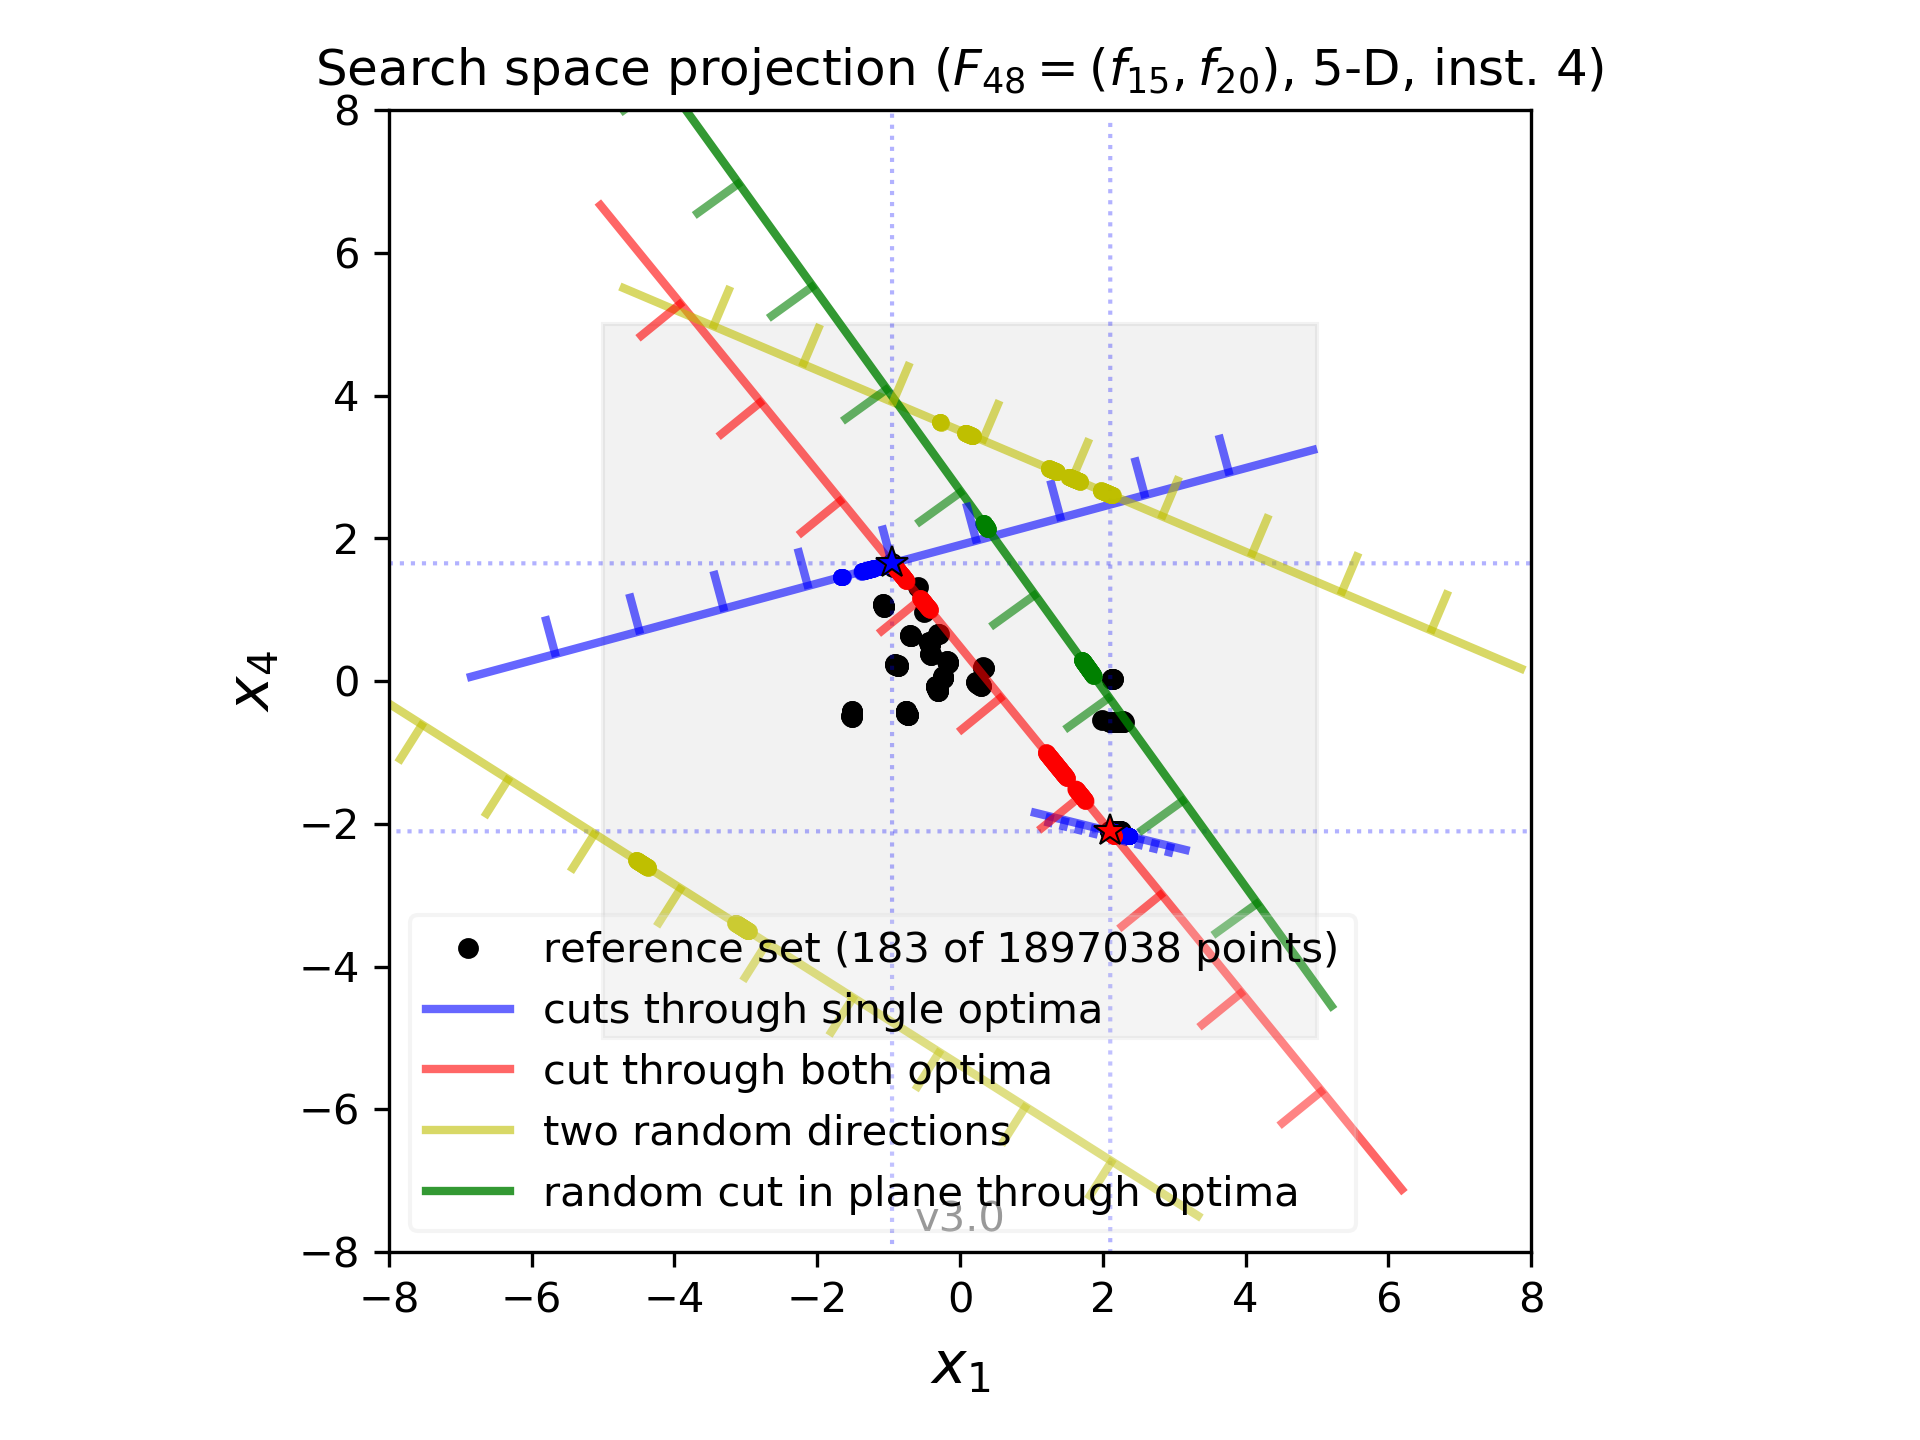 Search space projection (F48 = (f15, f20), 5-D, inst. 4)
8
6
4
2
0
−2
−4
−6
−8
x4
reference set (183 of 1897038 points)
cuts through single optima
cut through both optima
two random directions
random cut in plane through optima
v3.0
−8 −6 −4 −2 0 2 4 6 8
x1